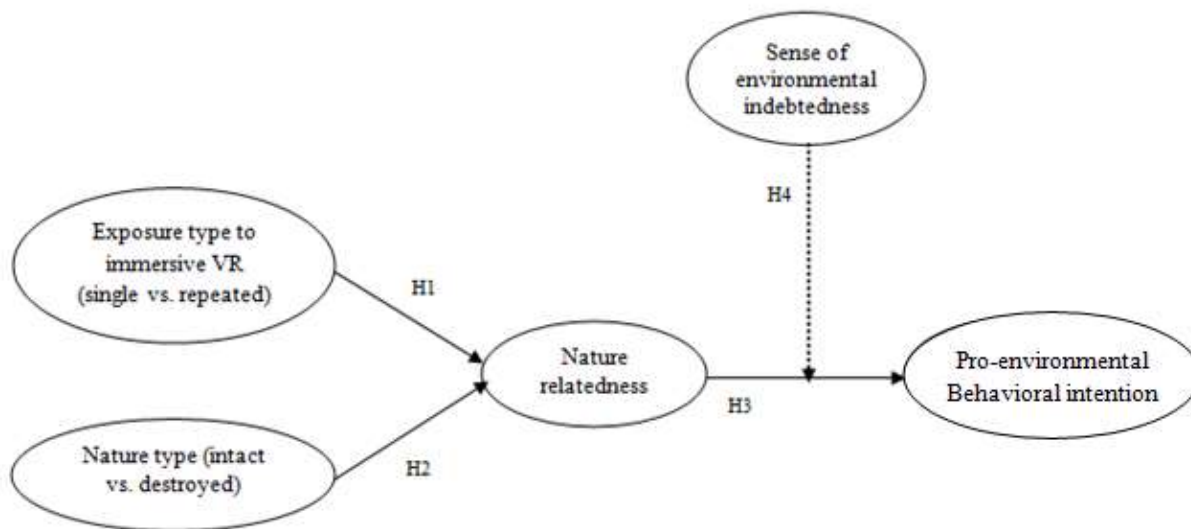 Sense of
environmental
indebtedness
H4
Exposure type to
immersive VR
(single vs. repeated)
H1
Nature
relatedness
H3
Pro-environmental
Behavioral intention
Nature type (intact
vs. destroyed)
H2